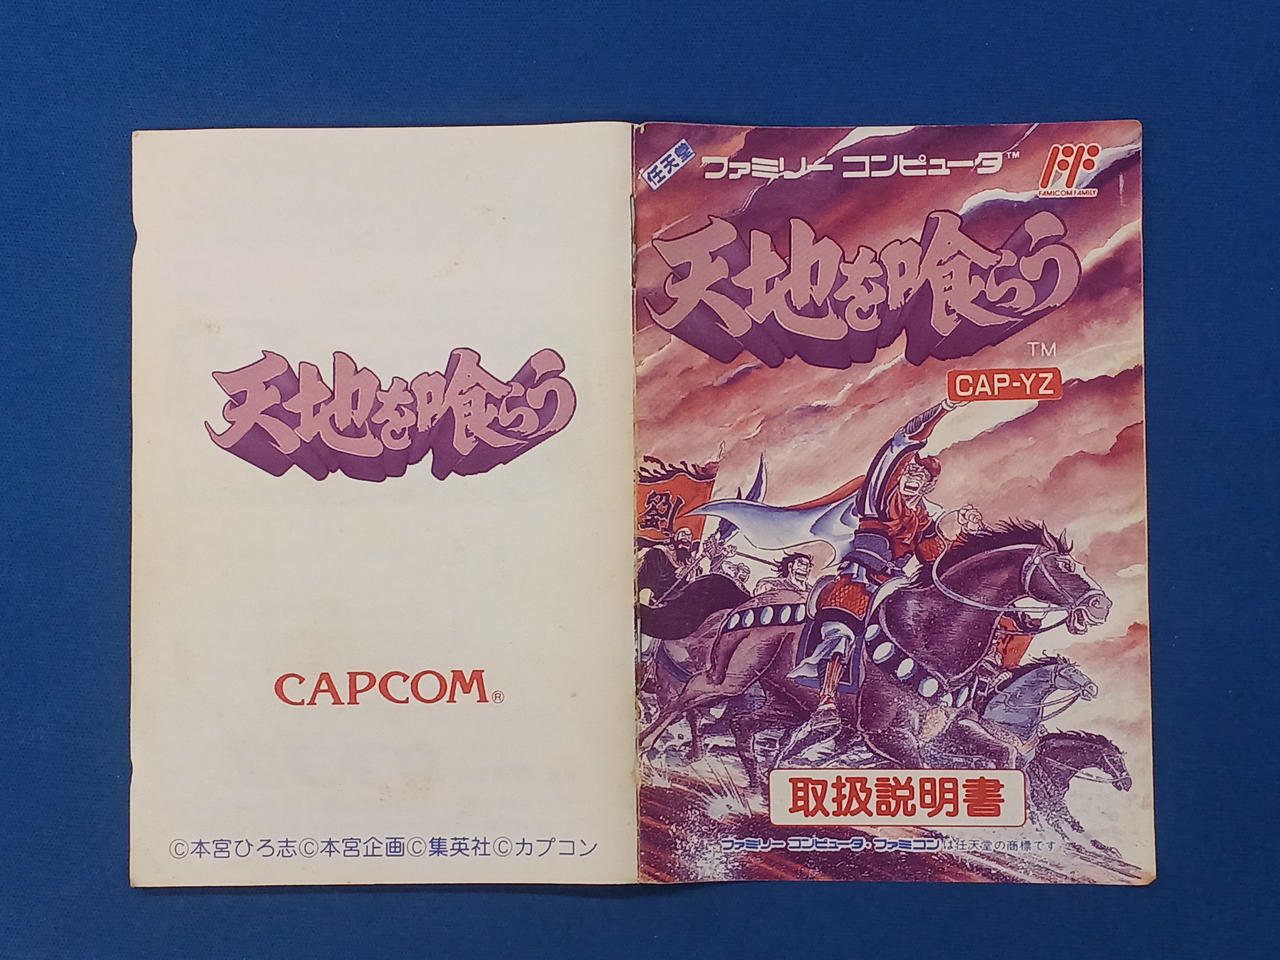 天地を喰らう
CAPCOM®
©本宮ひろ志©本宮企画©集英社©カプコン
任天堂 ファミリーコンピュータ™
FAMICOM FAMILY
天地を喰らう
TM
CAP-YZ
劉
取扱説明書
ファミリーコンピュータ・ファミコンは任天堂の商標です